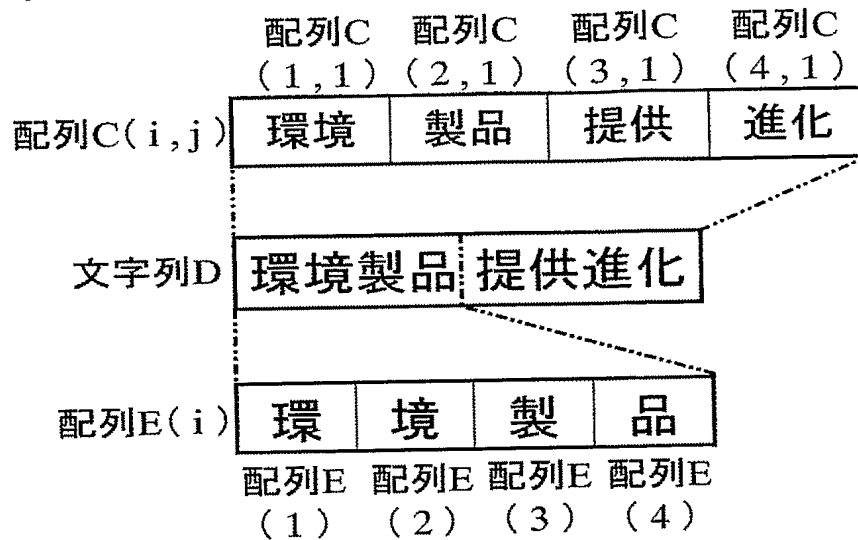 配列C 配列C 配列C 配列C
(1,1) (2,1) (3,1) (4,1)
配列C(i,j) 環境 製品 提供 進化
文字列D 環境製品 提供進化
配列E(i) 環 境 製 品
配列E 配列E 配列E 配列E
(1) (2) (3) (4)